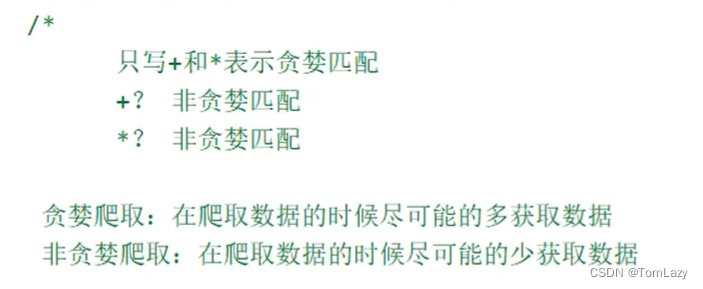 /*
只写+和*表示贪婪匹配
+? 非贪婪匹配
*? 非贪婪匹配
贪婪爬取：在爬取数据的时候尽可能的多获取数据
非贪婪爬取：在爬取数据的时候尽可能的少获取数据
CSDN @TomLazy